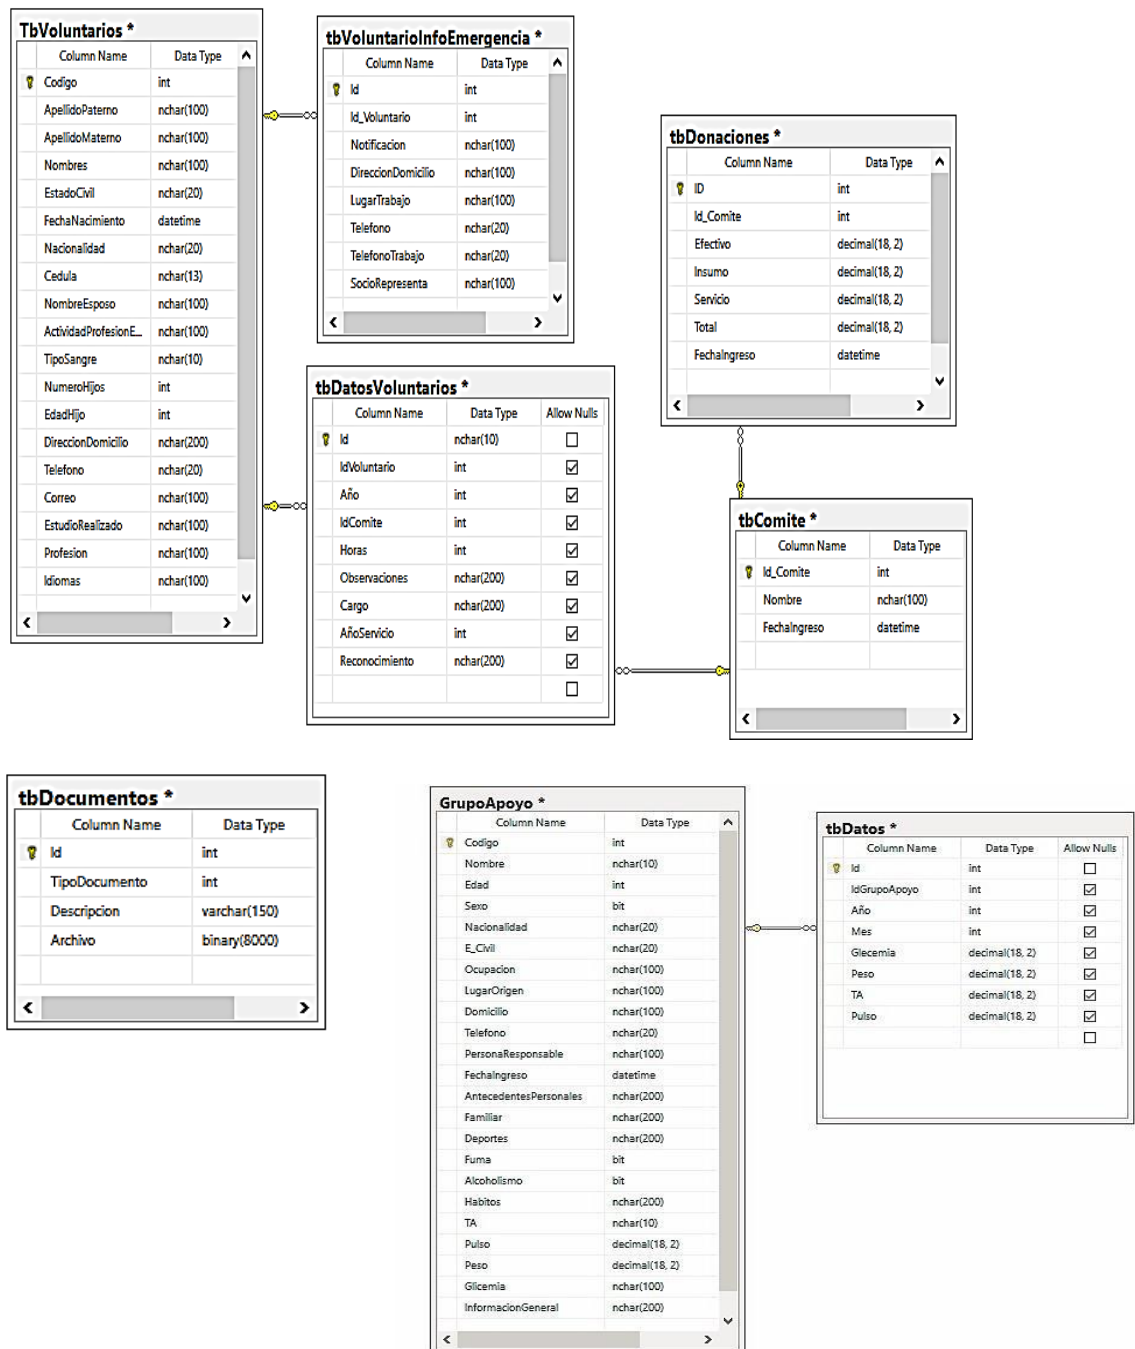 TbVoluntarios *
Column Name Data Type
Codigo int
ApellidoPaterno nchar(100)
ApellidoMaterno nchar(100)
Nombres nchar(100)
EstadoCivil nchar(20)
FechaNacimiento datetime
Nacionalidad nchar(20)
Cedula nchar(13)
NombreEsposo nchar(100)
ActividadProfesionE... nchar(100)
TipoSangre nchar(10)
NumeroHijos int
EdadHijo int
DireccionDomicilio nchar(200)
Telefono nchar(20)
Correo nchar(100)
EstudioRealizado nchar(100)
Profesion nchar(100)
Idiomas nchar(100)
tbVoluntarioInfoEmergencia *
Column Name Data Type
Id int
Id_Voluntario int
Notificacion nchar(100)
DireccionDomicilio nchar(100)
LugarTrabajo nchar(100)
Telefono nchar(20)
TelefonoTrabajo nchar(20)
SocioRepresenta nchar(100)
tbDonaciones *
Column Name Data Type
ID int
Id_Comite int
Efectivo decimal(18, 2)
Insumo decimal(18, 2)
Servicio decimal(18, 2)
Total decimal(18, 2)
FechaIngreso datetime
tbDatosVoluntarios *
Column Name Data Type Allow Nulls
Id nchar(10)
IdVoluntario int
Año int
IdComite int
Horas int
Observaciones nchar(200)
Cargo nchar(200)
AñoServicio int
Reconocimiento nchar(200)
tbComite *
Column Name Data Type
Id_Comite int
Nombre nchar(100)
FechaIngreso datetime
tbDocumentos *
Column Name Data Type
Id int
TipoDocumento int
Descripcion varchar(150)
Archivo binary(8000)
GrupoApoyo *
Column Name Data Type
Codigo int
Nombre nchar(10)
Edad int
Sexo bit
Nacionalidad nchar(20)
E_Civil nchar(20)
Ocupacion nchar(100)
LugarOrigen nchar(100)
Domicilio nchar(100)
Telefono nchar(20)
PersonaResponsable nchar(100)
FechaIngreso datetime
AntecedentesPersonales nchar(200)
Familiar nchar(200)
Deportes nchar(200)
Fuma bit
Alcoholismo bit
Habitos nchar(200)
TA nchar(10)
Pulso decimal(18, 2)
Peso decimal(18, 2)
Glicemia nchar(100)
InformacionGeneral nchar(200)
tbDatos *
Column Name Data Type Allow Nulls
Id int
IdGrupoApoyo int
Año int
Mes int
Glecemia decimal(18, 2)
Peso decimal(18, 2)
TA decimal(18, 2)
Pulso decimal(18, 2)